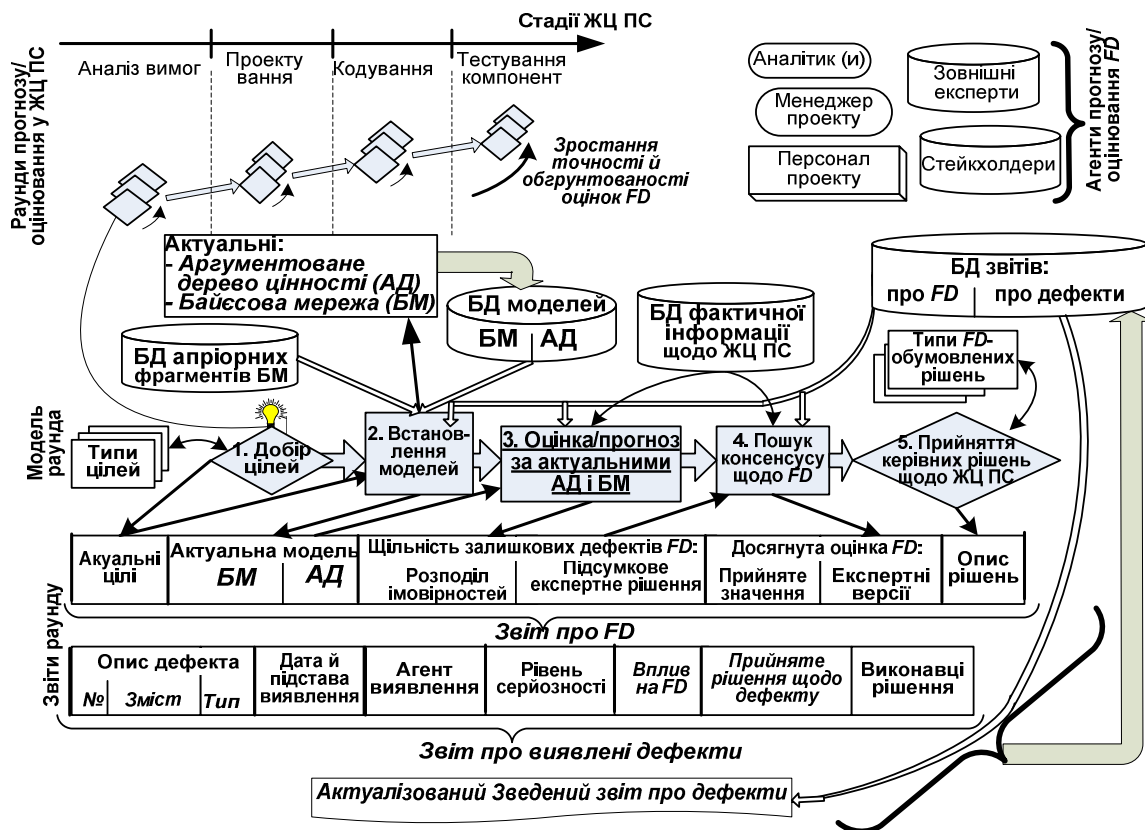 Стадії ЖЦ ПС
Аналіз вимог
Проекту
вання
Кодування
Тестування
компонент
Раунди прогнозу/
оцінювання у ЖЦ ПС
Зростання
точності й
обгрунтованості
оцінок FD
Аналітик (и)
Менеджер
проекту
Персонал
проекту
Зовнішні
експерти
Стейкхолдери
Агенти прогнозу/
оцінювання FD
Актуальні:
- Аргументоване
дерево цінності (АД)
- Байєсова мережа (БМ)
БД моделей
БМ АД
БД апріорних
фрагментів БМ
БД фактичної
інформації
щодо ЖЦ ПС
БД звітів:
про FD про дефекти
Типи FD-
обумовлених
рішень
Модель
раунда
Типи
цілей
1. Добір
цілей
2. Встанов-
лення
моделей
3. Оцінка/прогноз
за актуальними
АД і БМ
4. Пошук
консенсусу
щодо FD
5. Прийняття
керівних рішень
щодо ЖЦ ПС
Звіти раунду
Акуальні
цілі
Актуальна модель
БМ АД
Щільність залишкових дефектів FD:
Розподіл
імовірностей
Підсумкове
експертне рішення
Досягнута оцінка FD:
Прийняте
значення
Експертні
версії
Опис
рішень
Звіт про FD
Опис дефекта
№ Зміст Тип
Дата й
підстава
виявлення
Агент
виявлення
Рівень
серйозності
Вплив
на FD
Прийняте
рішення щодо
дефекту
Виконавці
рішення
Звіт про виявлені дефекти
Актуалізований Зведений звіт про дефекти